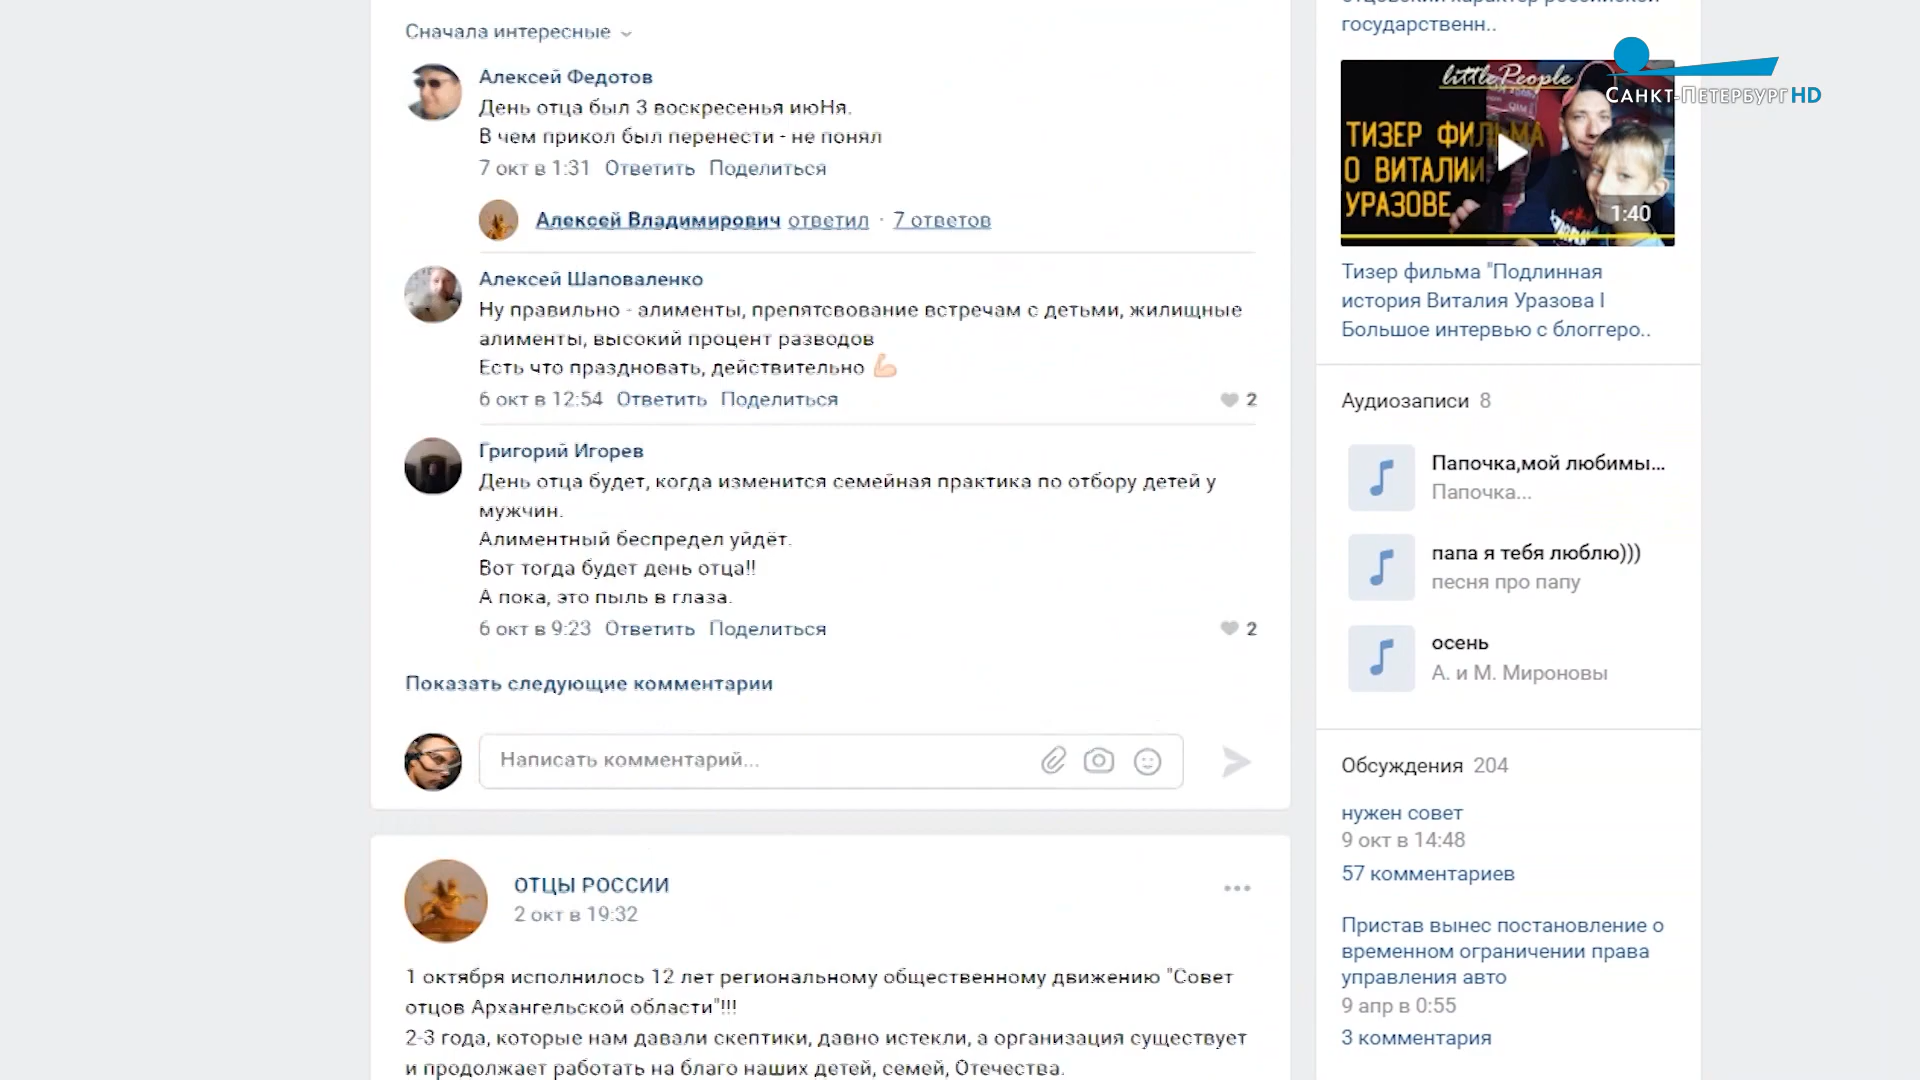 Сначала интересные
Алексей Федотов
День отца был 3 воскресенья июНя.
В чем прикол был перенести - не понял
7 окт в 1:31 Ответить Поделиться
Алексей Владимирович ответил · 7 ответов
Алексей Шаповаленко
Ну правильно - алименты, препятсвование встречам с детьми, жилищные
алименты, высокий процент разводов
Есть что праздновать, действительно 💪🏻
6 окт в 12:54 Ответить Поделиться
2
Григорий Игорев
День отца будет, когда изменится семейная практика по отбору детей у
мужчин.
Алиментный беспредел уйдёт.
Вот тогда будет день отца!!
А пока, это пыль в глаза.
6 окт в 9:23 Ответить Поделиться
2
Показать следующие комментарии
Написать комментарий...
ОТЦЫ РОССИИ
2 окт в 19:32
1 октября исполнилось 12 лет региональному общественному движению "Совет
отцов Архангельской области"!!!
2-3 года, которые нам давали скептики, давно истекли, а организация существует
и продолжает работать на благо наших детей, семей, Отечества.
государственн..
little People
ТИЗЕР ФИЛЬМА
О ВИТАЛИИ
УРАЗОВЕ
1:40
САНКТ-ПЕТЕРБУРГ HD
Тизер фильма "Подлинная
история Виталия Уразова I
Большое интервью с блоггеро..
Аудиозаписи 8
Папочка,мой любимы...
Папочка...
папа я тебя люблю)))
песня про папу
осень
А. и М. Мироновы
Обсуждения 204
нужен совет
9 окт в 14:48
57 комментариев
Пристав вынес постановление о
временном ограничении права
управления авто
9 апр в 0:55
3 комментария